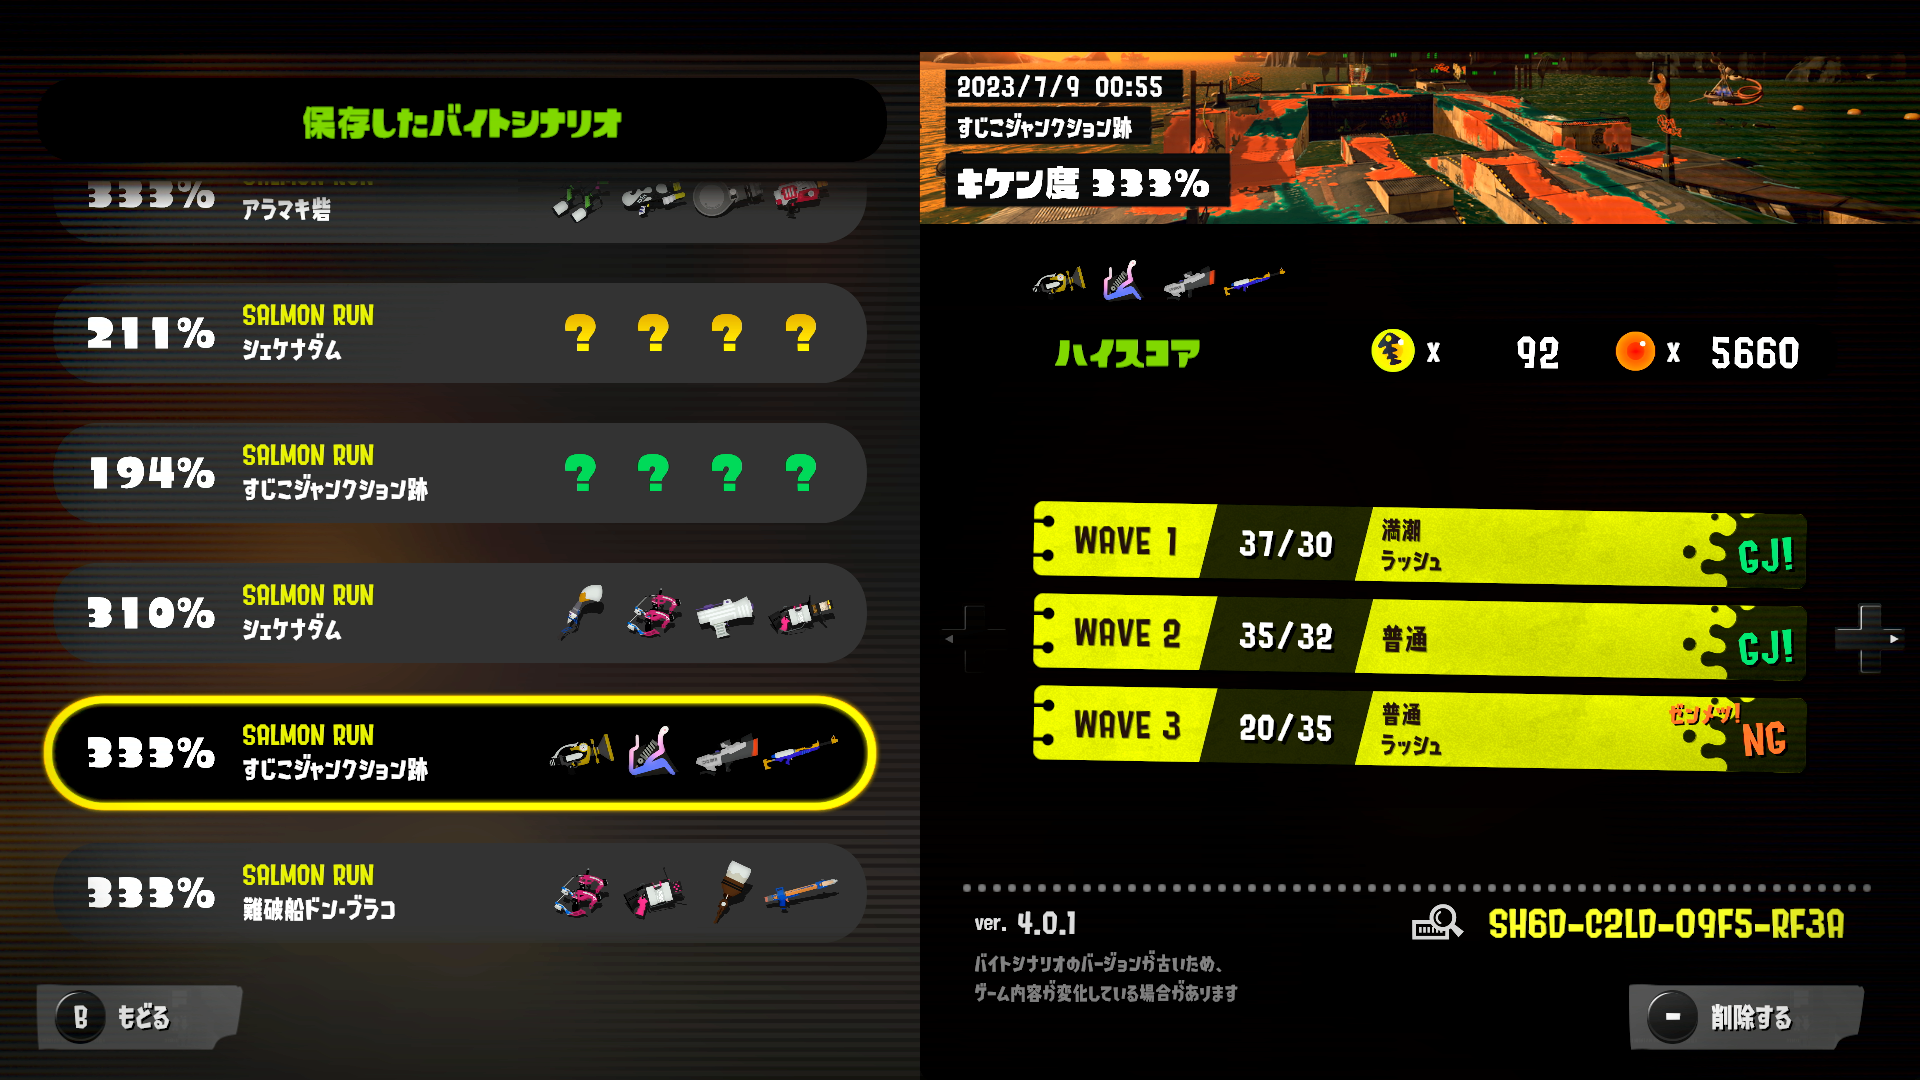 保存したバイトシナリオ
333%
SALMON RUN
アラマキ砦
211%
SALMON RUN
シェケナダム
? ? ? ?
194%
SALMON RUN
すじこジャンクション跡
? ? ? ?
310%
SALMON RUN
シェケナダム
333%
SALMON RUN
すじこジャンクション跡
333%
SALMON RUN
難破船ドン・ブラコ
B もどる
2023/7/9 00:55
すじこジャンクション跡
キケン度 333%
ハイスコア x 92 x 5660
WAVE 1 37/30 満潮 ラッシュ GJ!
WAVE 2 35/32 普通 GJ!
WAVE 3 20/35 普通 ラッシュ ゼンメツ! NG
ver. 4.0.1
SH6D-C2LD-09F5-RF3A
バイトシナリオのバージョンが古いため、
ゲーム内容が変化している場合があります
- 削除する